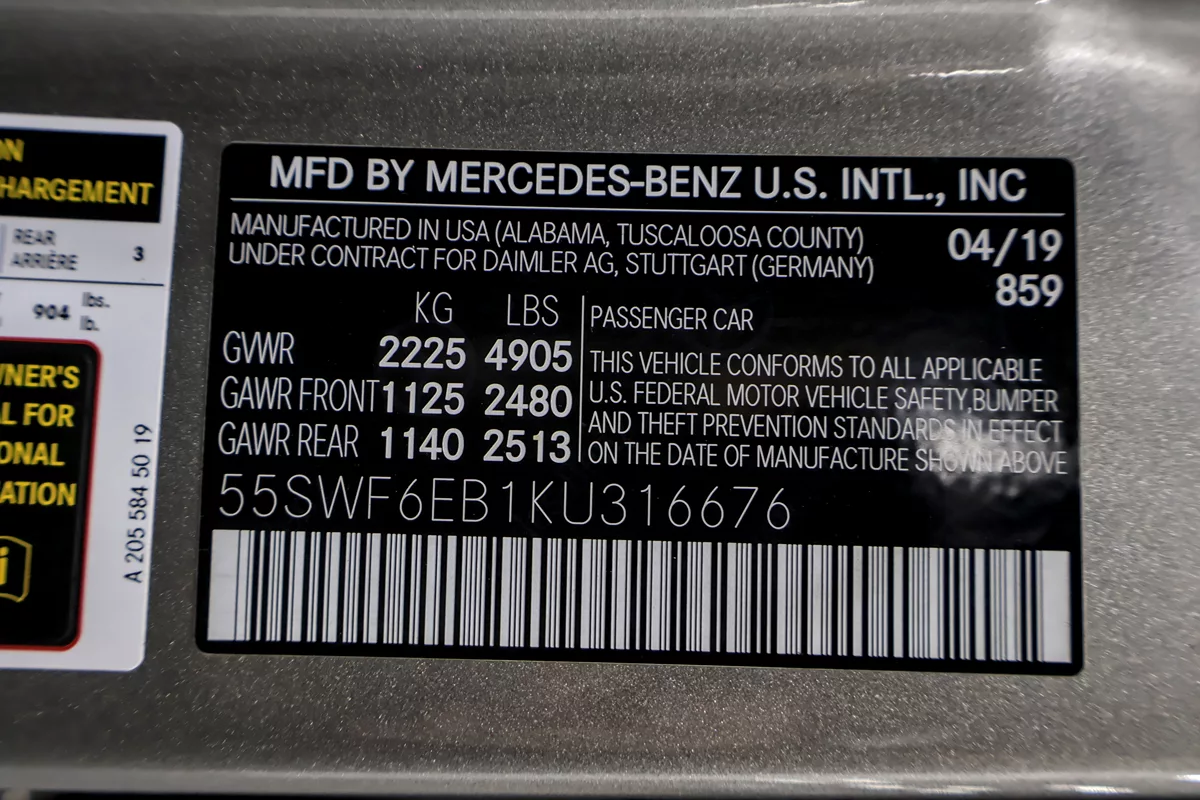 ON
HARGEMENT
REAR
ARRIÈRE 3
904 lbs.
lb.
WNER'S
AL FOR
ONAL
ATION
i
A 205 584 50 19
MFD BY MERCEDES-BENZ U.S. INTL., INC
MANUFACTURED IN USA (ALABAMA, TUSCALOOSA COUNTY)
UNDER CONTRACT FOR DAIMLER AG, STUTTGART (GERMANY)
04/19
859
KG LBS
GVWR 2225 4905
GAWR FRONT 1125 2480
GAWR REAR 1140 2513
PASSENGER CAR
THIS VEHICLE CONFORMS TO ALL APPLICABLE
U.S. FEDERAL MOTOR VEHICLE SAFETY,BUMPER
AND THEFT PREVENTION STANDARDS IN EFFECT
ON THE DATE OF MANUFACTURE SHOWN ABOVE
55SWF6EB1KU316676